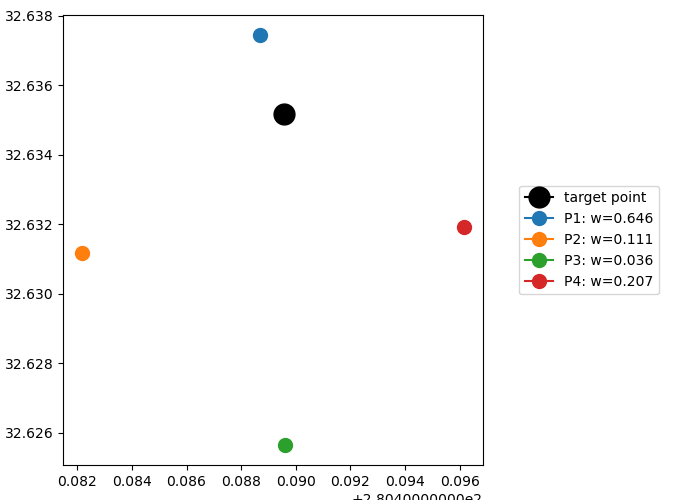 32.638
32.636
32.634
32.632
32.630
32.628
32.626
0.082 0.084 0.086 0.088 0.090 0.092 0.094 0.096
+2.8040000000e2
target point
P1: w=0.646
P2: w=0.111
P3: w=0.036
P4: w=0.207